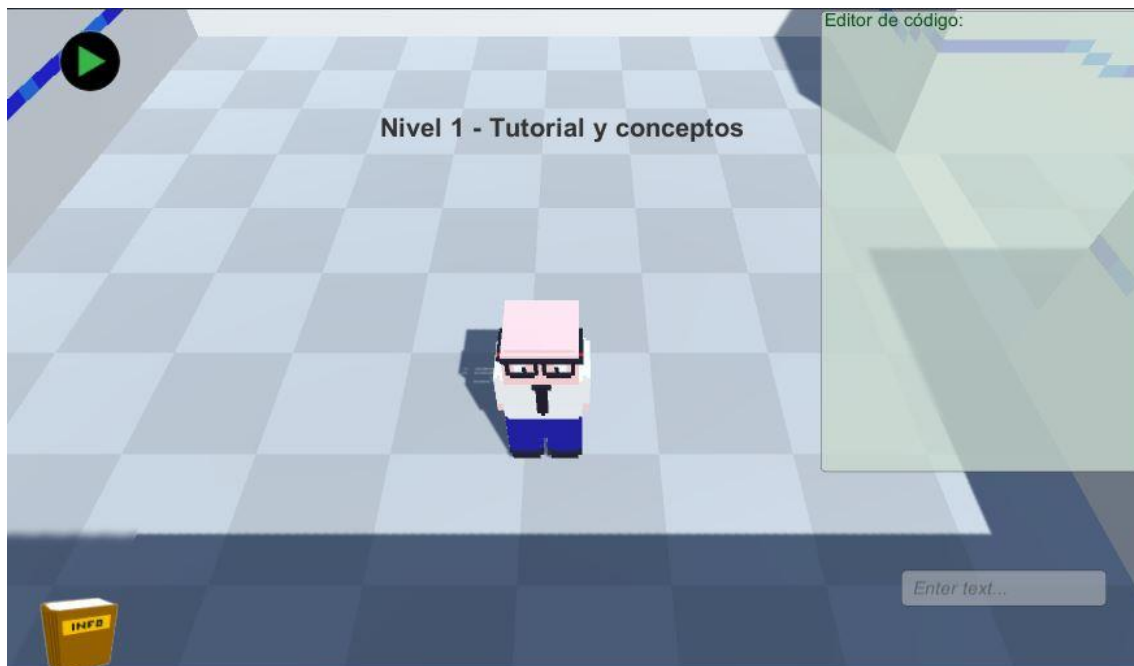 Editor de código:
Nivel 1 - Tutorial y conceptos
Enter text...
INFO